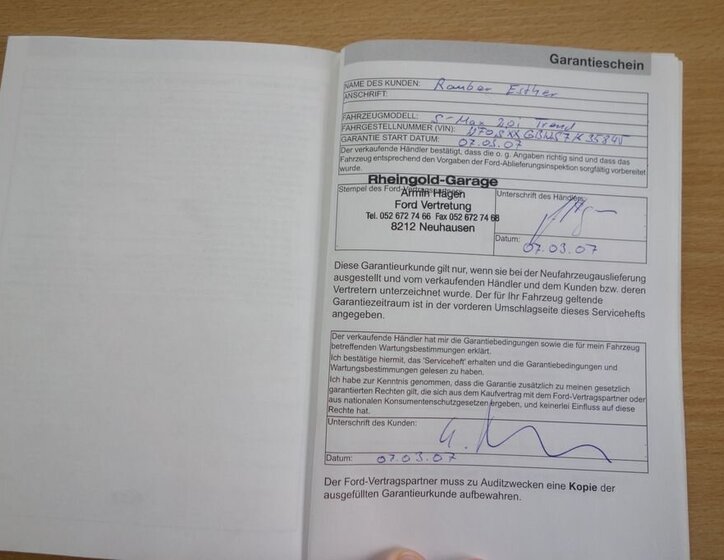 Garantieschein
NAME DES KUNDEN: Rauber Esther
ANSCHRIFT:
FAHRZEUGMODELL: S-Max 2.0i Trend
FAHRGESTELLNUMMER (VIN):
GARANTIE START DATUM: 07.03.07
Der verkaufende Händler bestätigt, dass die o. g. Angaben richtig sind und dass das
Fahrzeug entsprechend den Vorgaben der Ford-Ablieferungsinspektion sorgfältig vorbereitet
wurde.
Rheingold-Garage
Stempel des Ford-Vertragspartners:
Armin Hagen
Ford Vertretung
Tel. 052 672 74 66 Fax 052 672 74 68
8212 Neuhausen
Unterschrift des Händlers:
Datum: 07.03.07
Diese Garantieurkunde gilt nur, wenn sie bei der Neufahrzeugauslieferung
ausgestellt und vom verkaufenden Händler und dem Kunden bzw. deren
Vertretern unterzeichnet wurde. Der für Ihr Fahrzeug geltende
Garantiezeitraum ist in der vorderen Umschlagseite dieses Servicehefts
angegeben.
Der verkaufende Händler hat mir die Garantiebedingungen sowie die für mein Fahrzeug
betreffenden Wartungsbestimmungen erklärt.
Ich bestätige hiermit, das 'Serviceheft' erhalten und die Garantiebedingungen und
Wartungsbestimmungen gelesen zu haben.
Ich habe zur Kenntnis genommen, dass die Garantie zusätzlich zu meinen gesetzlich
garantierten Rechten gilt, die sich aus dem Kaufvertrag mit dem Ford-Vertragspartner oder
aus nationalen Konsumentenschutzgesetzen ergeben, und keinerlei Einfluss auf diese
Rechte hat.
Unterschrift des Kunden:
Datum: 07.03.07
Der Ford-Vertragspartner muss zu Auditzwecken eine Kopie der
ausgefüllten Garantieurkunde aufbewahren.